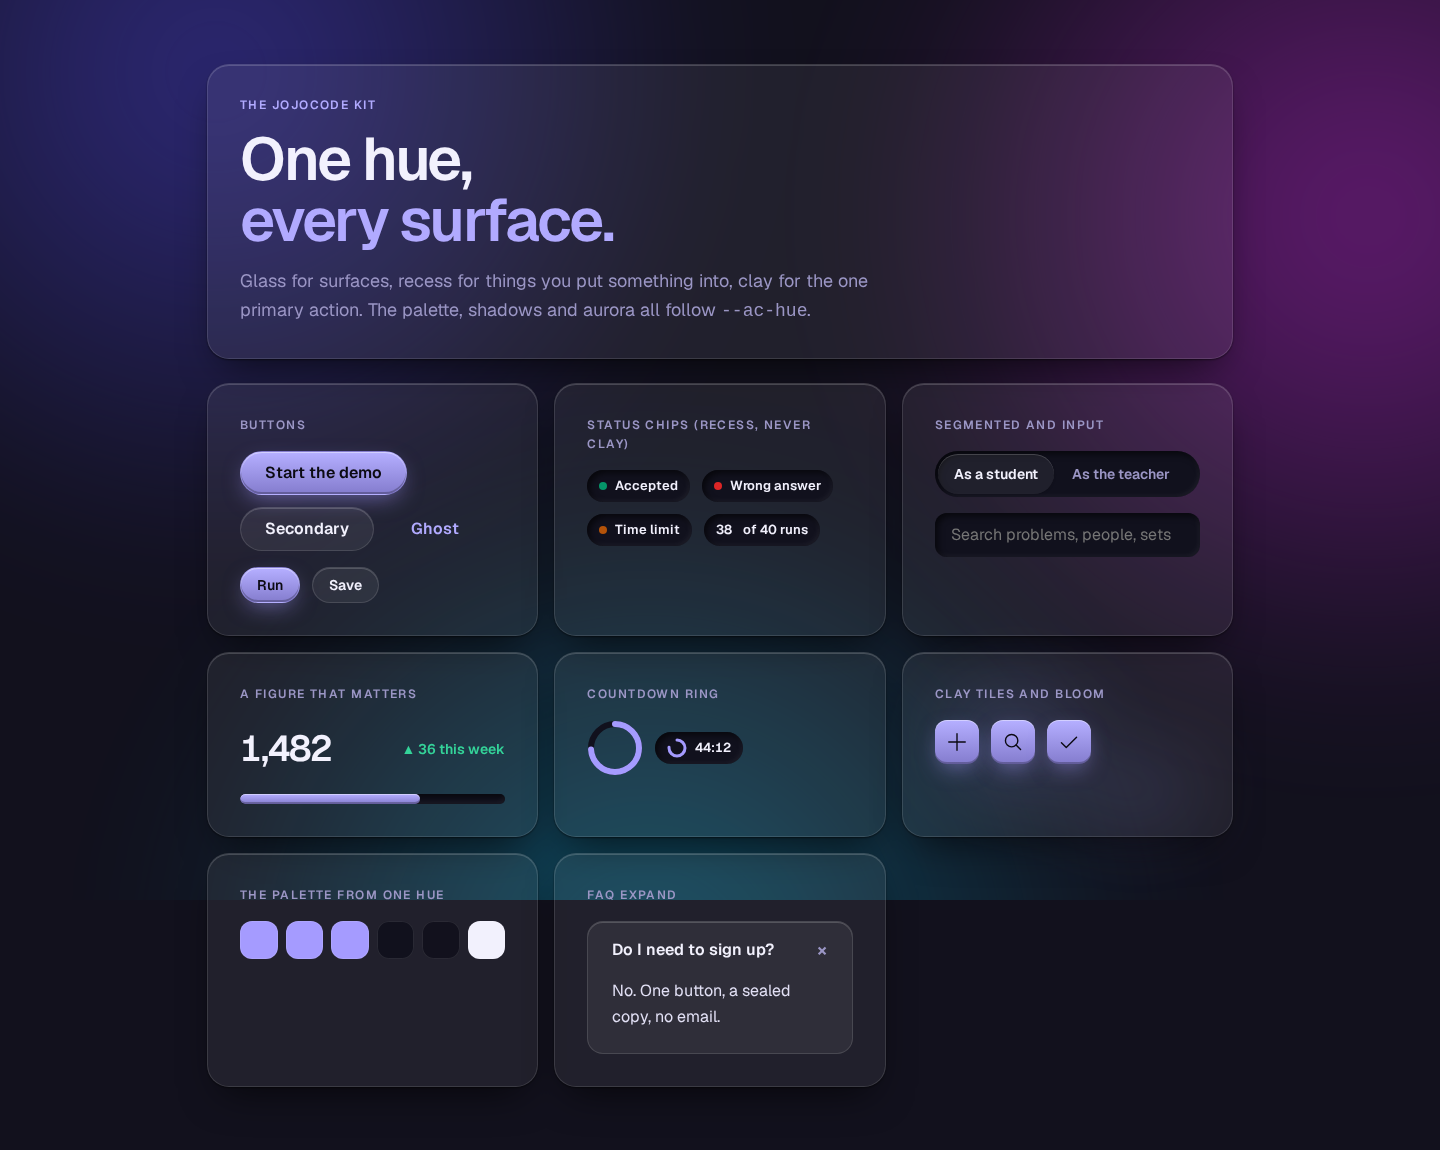 THE JOJOCODE KIT
One hue,
every surface.
Glass for surfaces, recess for things you put something into, clay for the one
primary action. The palette, shadows and aurora all follow --ac-hue.
BUTTONS
Start the demo
Secondary
Ghost
Run
Save
STATUS CHIPS (RECESS, NEVER
CLAY)
Accepted
Wrong answer
Time limit
38 of 40 runs
SEGMENTED AND INPUT
As a student
As the teacher
Search problems, people, sets
A FIGURE THAT MATTERS
1,482
▲ 36 this week
COUNTDOWN RING
44:12
CLAY TILES AND BLOOM
THE PALETTE FROM ONE HUE
FAQ EXPAND
Do I need to sign up?
×
No. One button, a sealed
copy, no email.